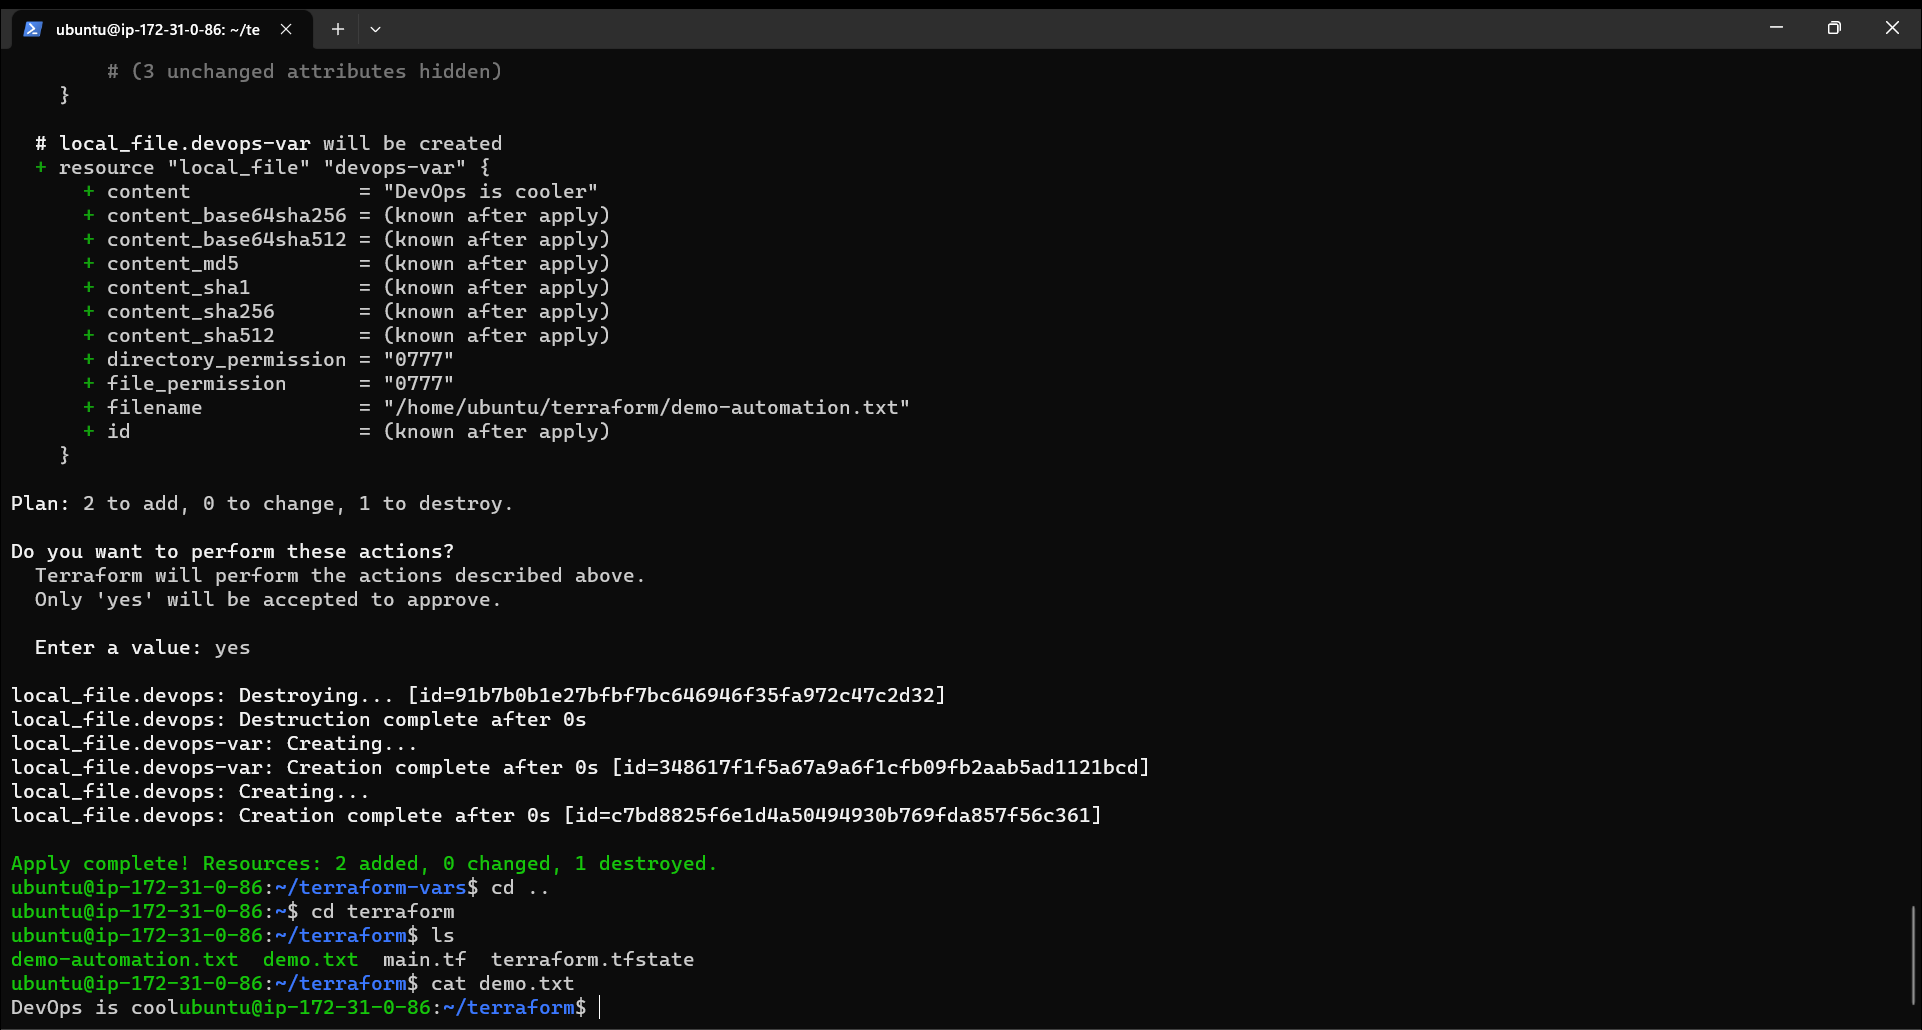 ubuntu@ip-172-31-0-86: ~/te
# (3 unchanged attributes hidden)
}
# local_file.devops-var will be created
+ resource "local_file" "devops-var" {
+ content = "DevOps is cooler"
+ content_base64sha256 = (known after apply)
+ content_base64sha512 = (known after apply)
+ content_md5 = (known after apply)
+ content_sha1 = (known after apply)
+ content_sha256 = (known after apply)
+ content_sha512 = (known after apply)
+ directory_permission = "0777"
+ file_permission = "0777"
+ filename = "/home/ubuntu/terraform/demo-automation.txt"
+ id = (known after apply)
}
Plan: 2 to add, 0 to change, 1 to destroy.
Do you want to perform these actions?
Terraform will perform the actions described above.
Only 'yes' will be accepted to approve.
Enter a value: yes
local_file.devops: Destroying... [id=91b7b0b1e27bfbf7bc646946f35fa972c47c2d32]
local_file.devops: Destruction complete after 0s
local_file.devops-var: Creating...
local_file.devops-var: Creation complete after 0s [id=348617f1f5a67a9a6f1cfb09fb2aab5ad1121bcd]
local_file.devops: Creating...
local_file.devops: Creation complete after 0s [id=c7bd8825f6e1d4a50494930b769fda857f56c361]
Apply complete! Resources: 2 added, 0 changed, 1 destroyed.
ubuntu@ip-172-31-0-86:~/terraform-vars$ cd ..
ubuntu@ip-172-31-0-86:~$ cd terraform
ubuntu@ip-172-31-0-86:~/terraform$ ls
demo-automation.txt demo.txt main.tf terraform.tfstate
ubuntu@ip-172-31-0-86:~/terraform$ cat demo.txt
DevOps is coolubuntu@ip-172-31-0-86:~/terraform$